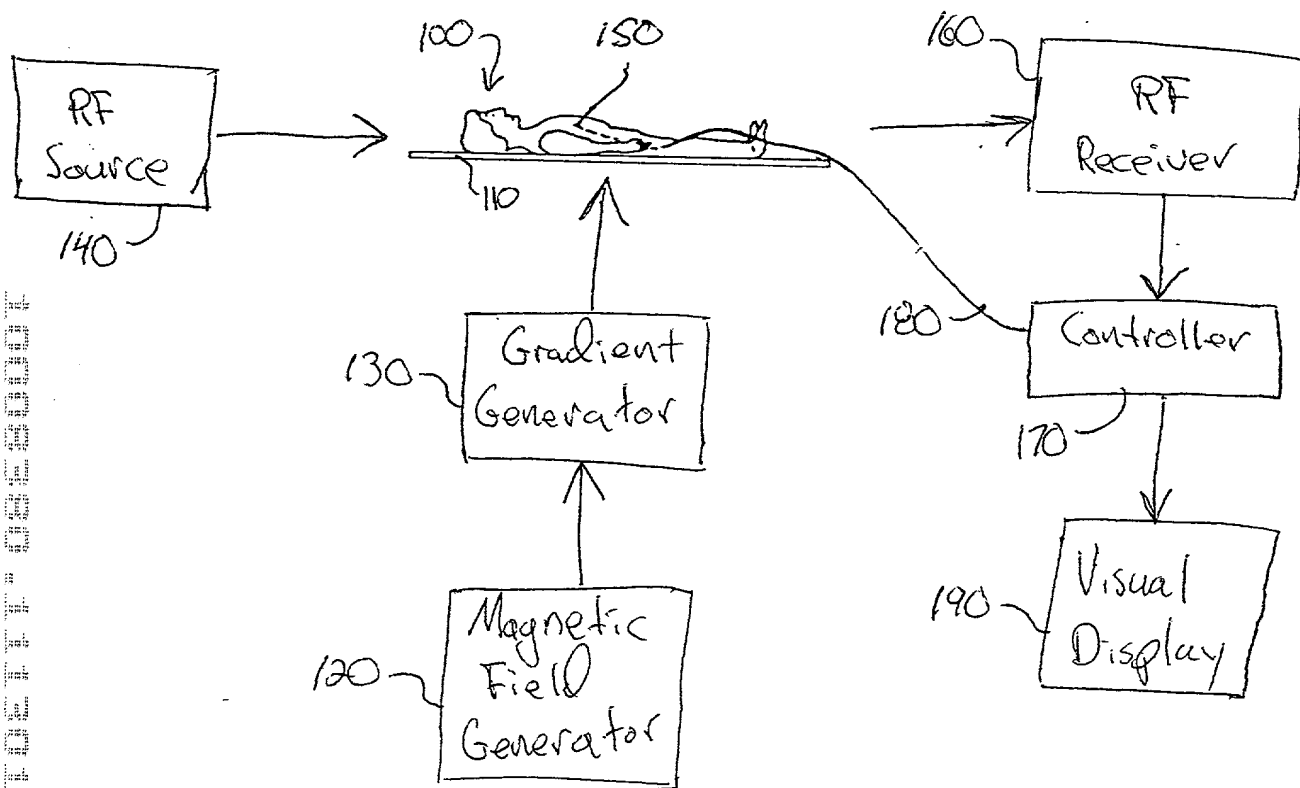 100
150
160
RF
Source
140
110
RF
Receiver
180
Controller
170
130
Gradient
Generator
190
Visual
Display
120
Magnetic
Field
Generator